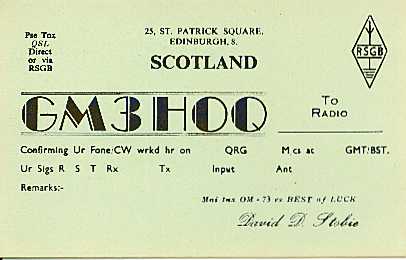 Pse Tnx
QSL
Direct
or via
RSGB
25, ST. PATRICK SQUARE,
EDINBURGH, 8.
SCOTLAND
RSGB
GM3HOQ
To
RADIO
Confirming Ur Fone/CW wrkd hr on QRG Mcs at GMT/BST.
Ur Sigs R S T Rx Tx Input Ant
Remarks:-
Mni tnx OM - 73 es BEST of LUCK
David D. Stobie